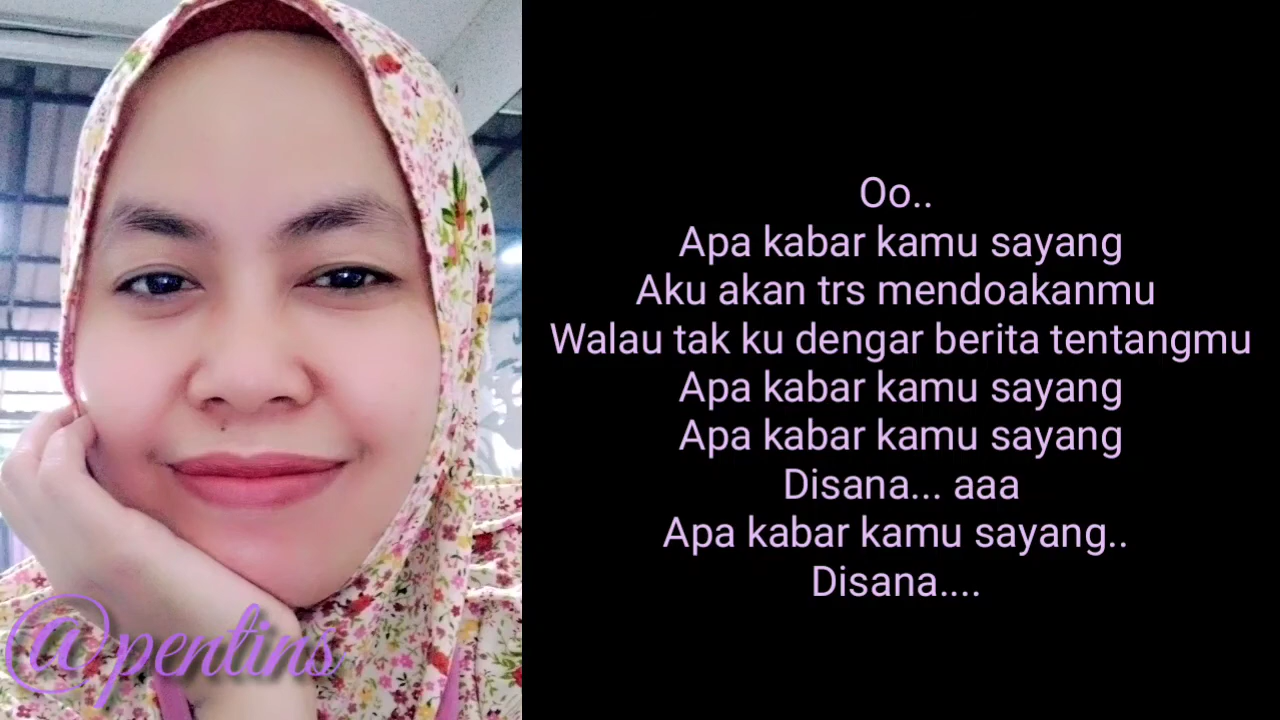 Oo..
Apa kabar kamu sayang
Aku akan trs mendoakanmu
Walau tak ku dengar berita tentangmu
Apa kabar kamu sayang
Apa kabar kamu sayang
Disana... aaa
Apa kabar kamu sayang..
Disana....
@pentins